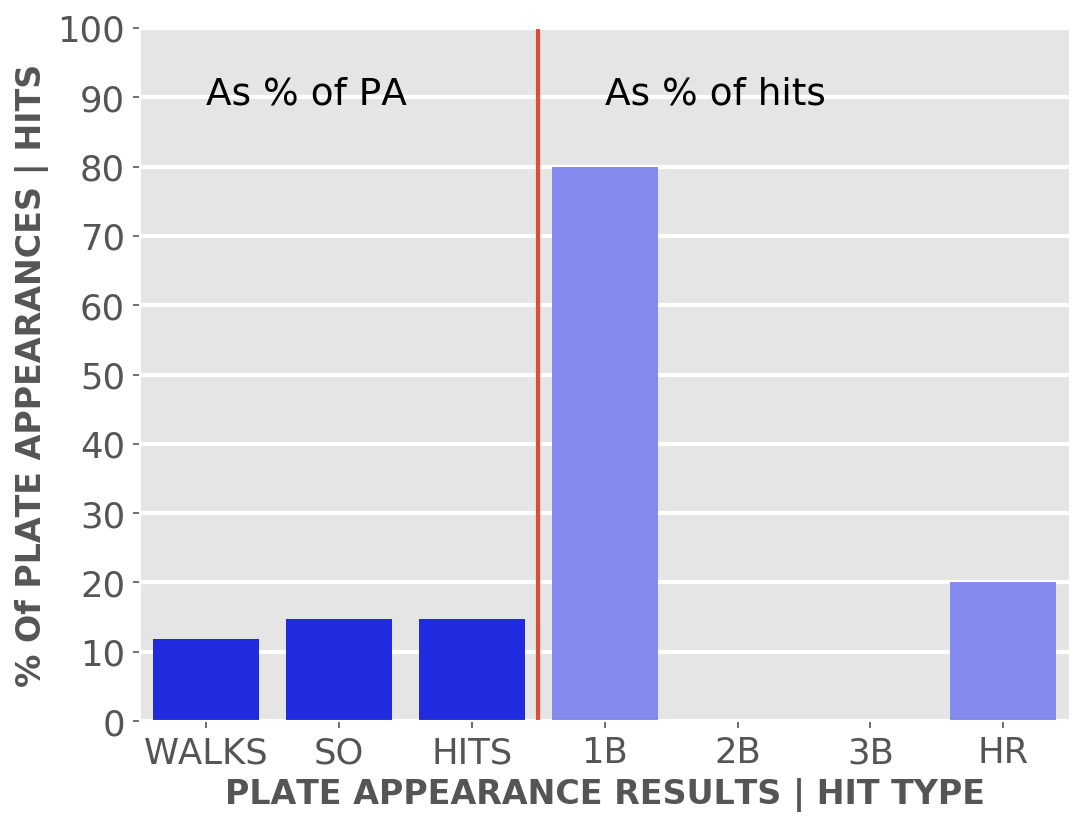 % Of PLATE APPEARANCES | HITS
100
90
80
70
60
50
40
30
20
10
0
As % of PA
As % of hits
WALKS SO HITS 1B 2B 3B HR
PLATE APPEARANCE RESULTS | HIT TYPE